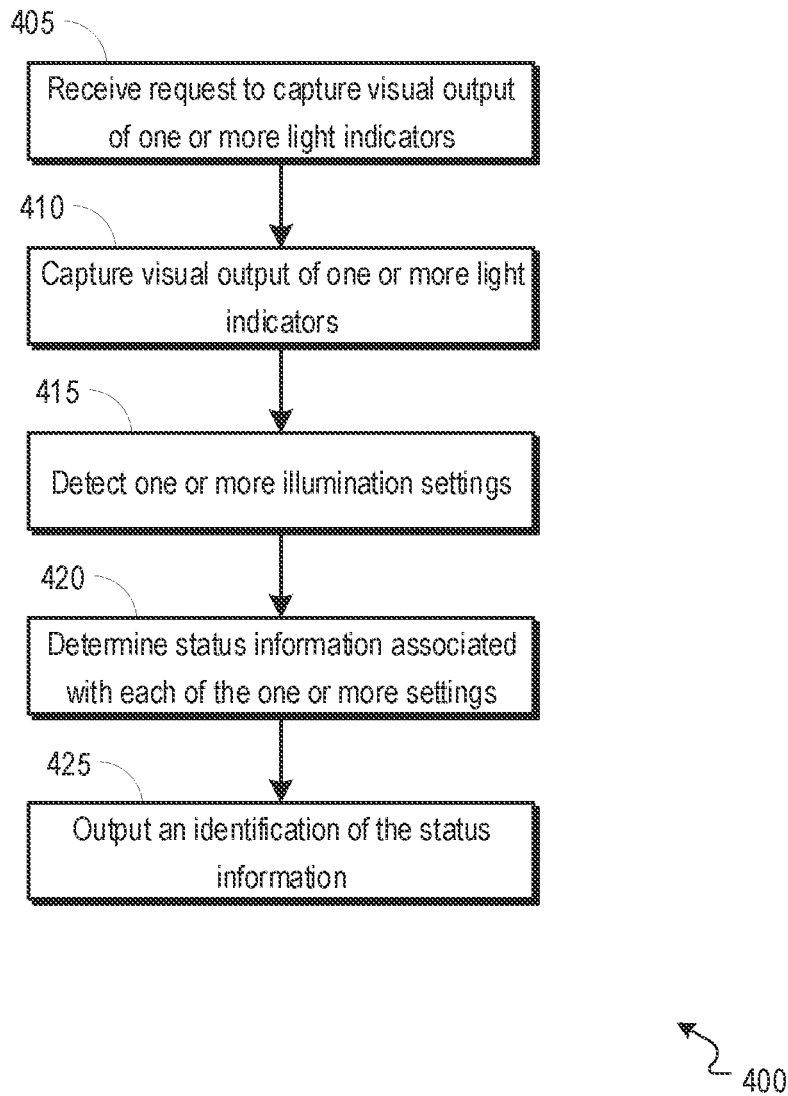 405
Receive request to capture visual output
of one or more light indicators
410
Capture visual output of one or more light
indicators
415
Detect one or more illumination settings
420
Determine status information associated
with each of the one or more settings
425
Output an identification of the status
information
400